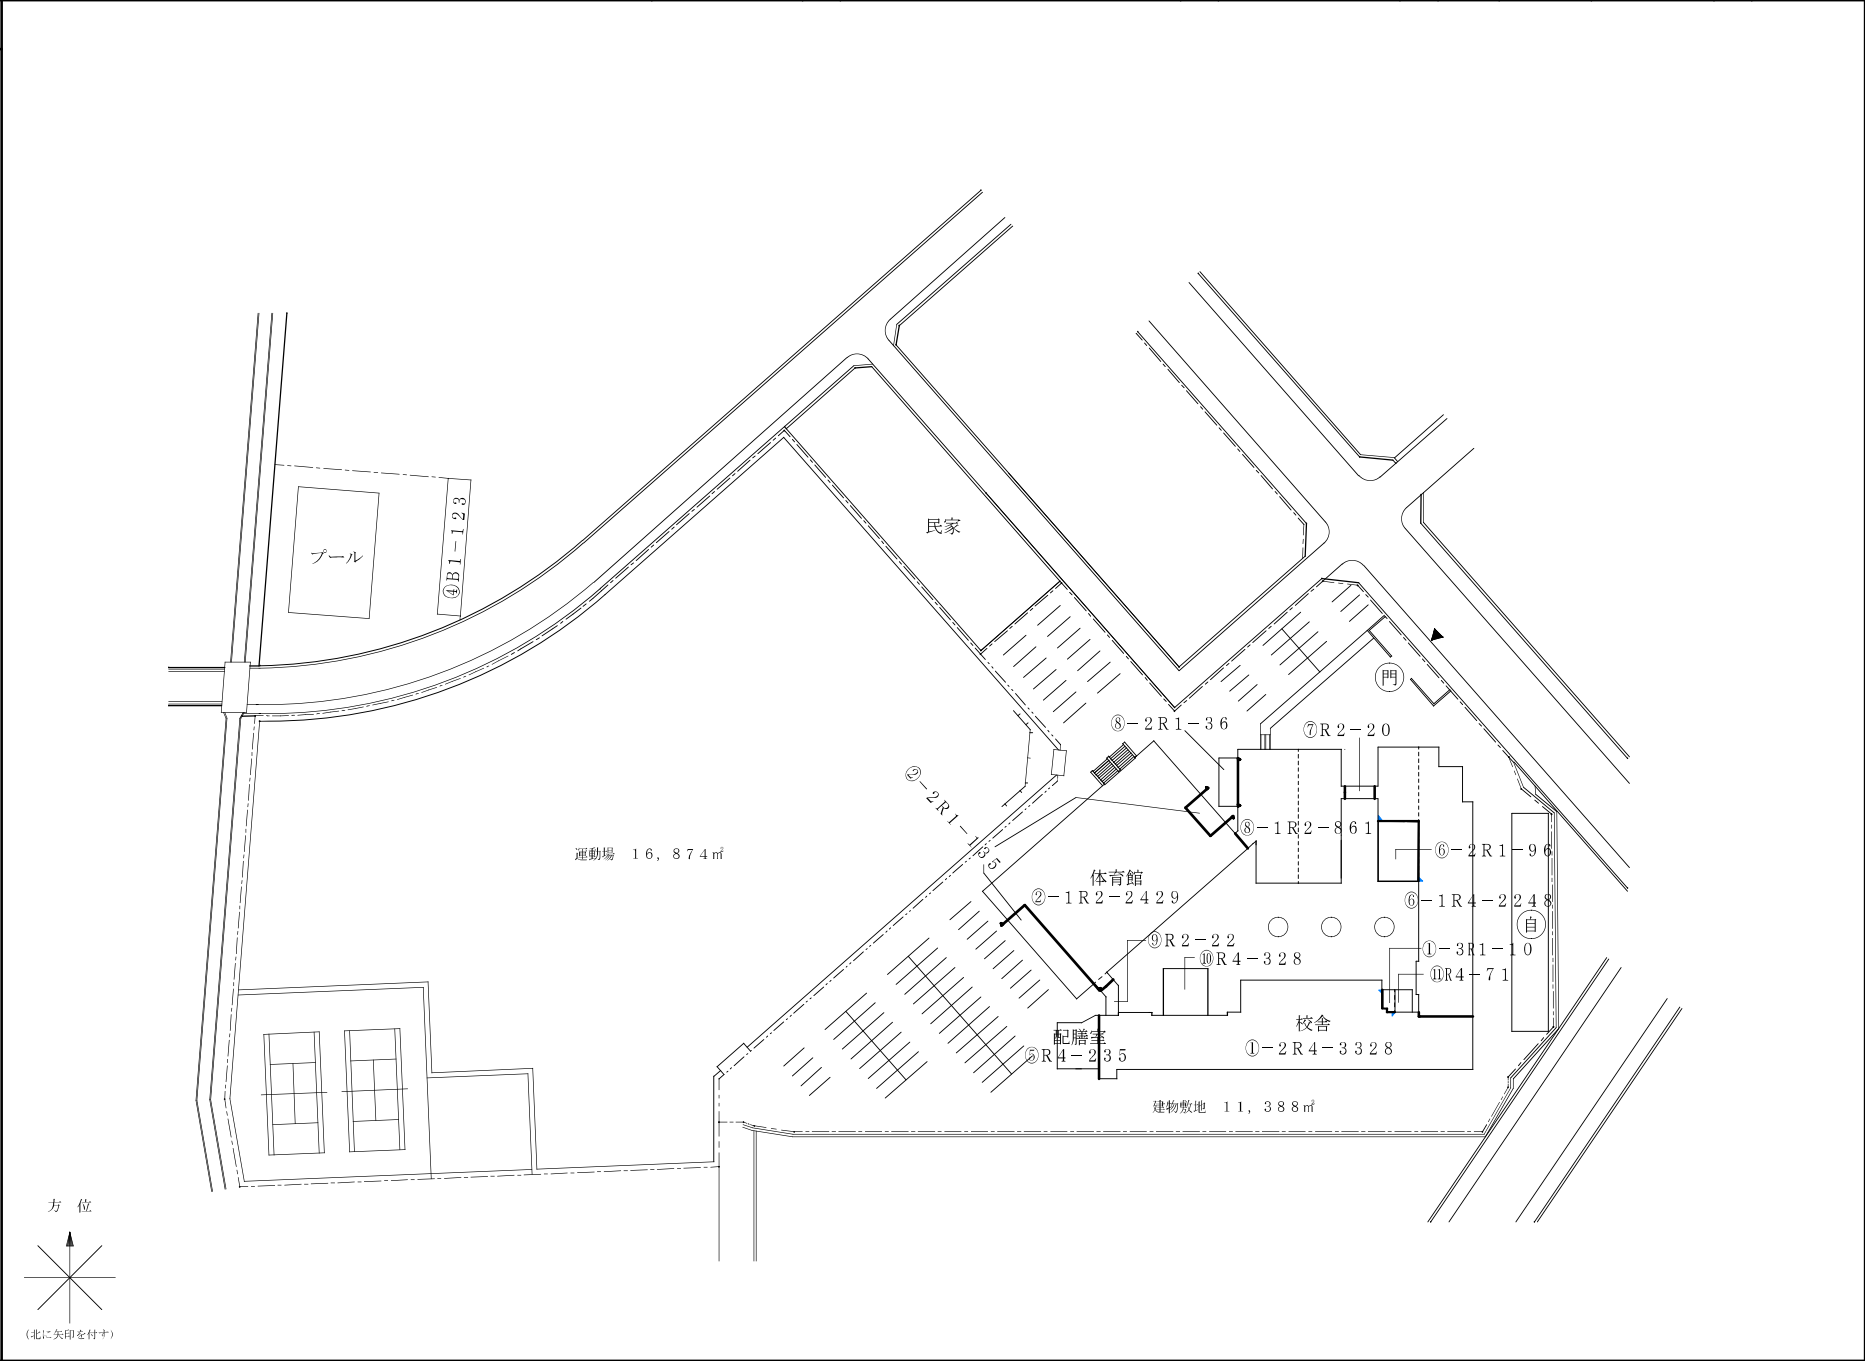 ④B1−123
プール
民家
門
⑧−2R1−36
⑦R2−20
②−2R1−135
⑧−1R2−861
運動場　16,874㎡
⑥−2R1−96
体育館
②−1R2−2429
⑥−1R4−2248
自
⑨R2−22
①−3R1−10
⑩R4−328
⑪R4−71
校舎
配膳室
①−2R4−3328
⑤R4−235
建物敷地　11,388㎡
方　位
(北に矢印を付す)